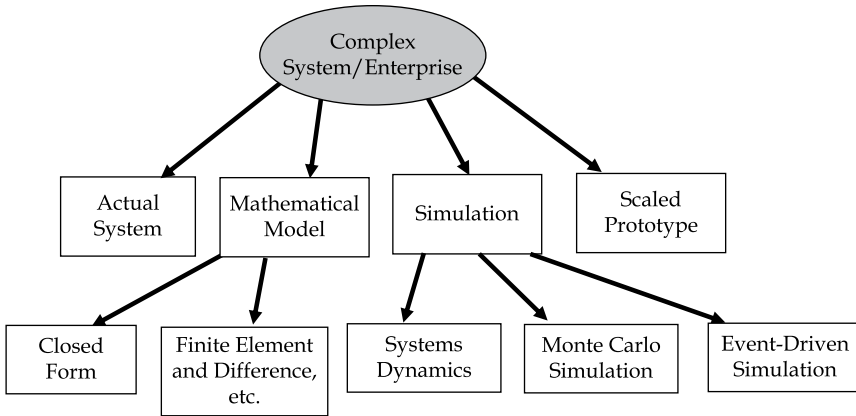 Complex
System/Enterprise
Actual
System
Mathematical
Model
Simulation
Scaled
Prototype
Closed
Form
Finite Element
and Difference,
etc.
Systems
Dynamics
Monte Carlo
Simulation
Event-Driven
Simulation